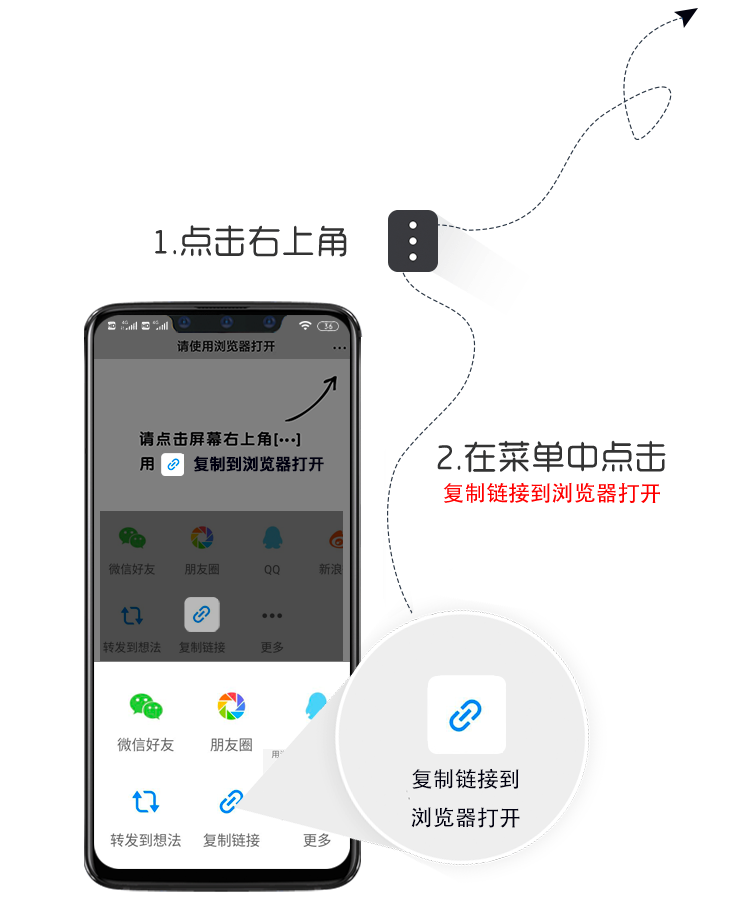 1.点击右上角
36
请使用浏览器打开
请点击屏幕右上角[···]
用 复制到浏览器打开
2.在菜单中点击
复制链接到浏览器打开
微信好友 朋友圈 QQ 新浪
转发到想法 复制链接 更多
微信好友 朋友圈
转发到想法 复制链接 更多
复制链接到
浏览器打开